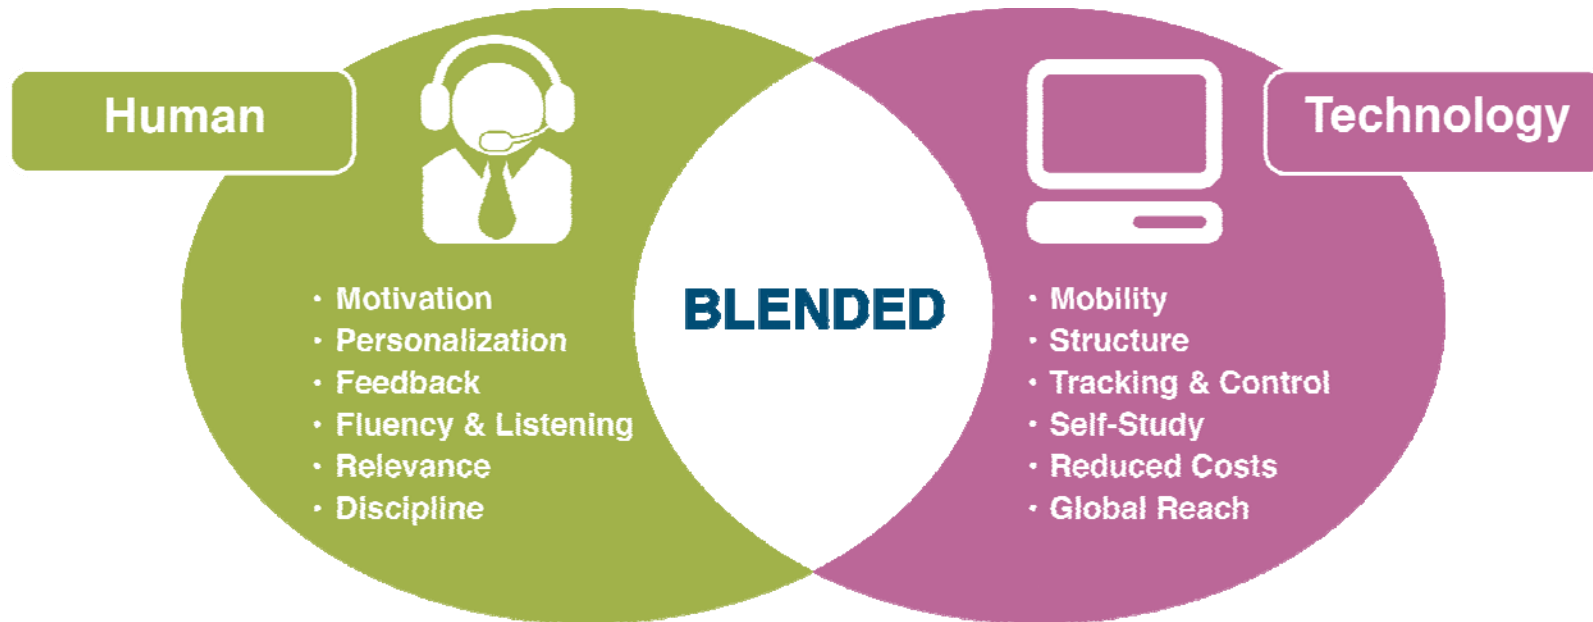 Human
· Motivation
· Personalization
· Feedback
· Fluency & Listening
· Relevance
· Discipline
BLENDED
Technology
· Mobility
· Structure
· Tracking & Control
· Self-Study
· Reduced Costs
· Global Reach